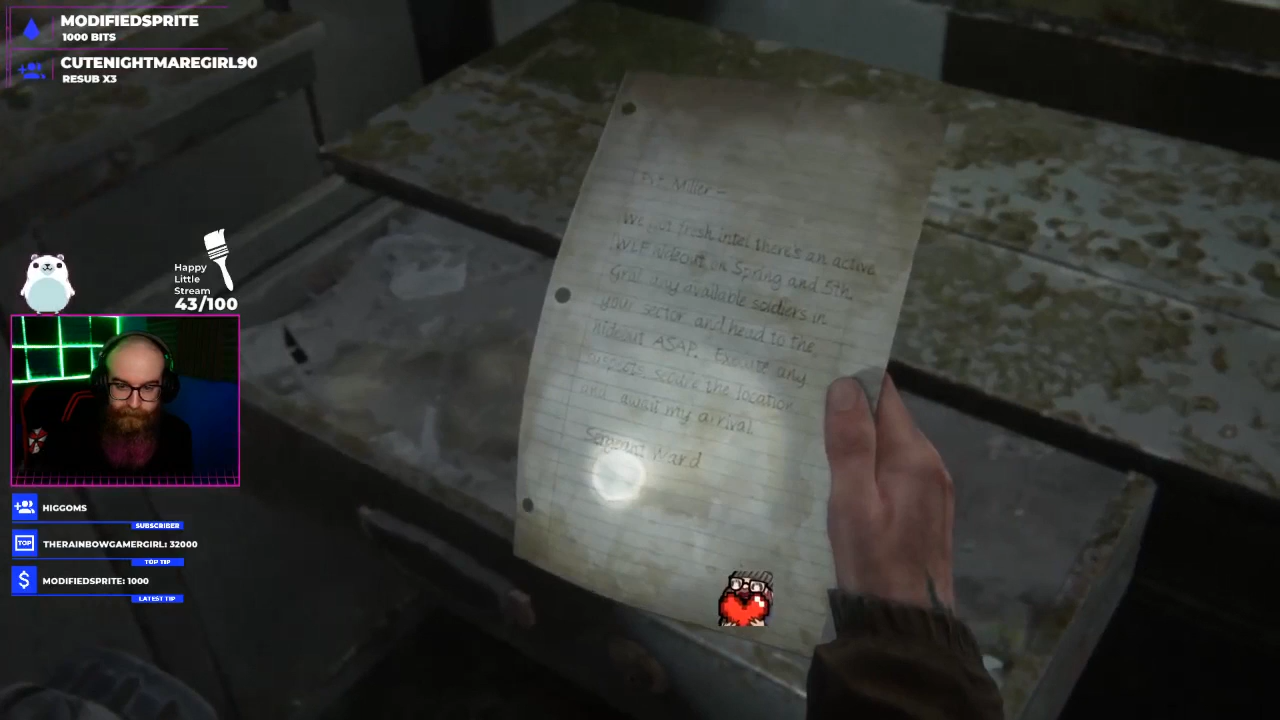 MODIFIEDSPRITE
1000 BITS
CUTENIGHTMAREGIRL90
RESUB X3
Happy
Little
Stream
43/100
HIGGOMS
SUBSCRIBER
TOP
THERAINBOWGAMERGIRL: 32000
TOP TIP
$
MODIFIEDSPRITE: 1000
LATEST TIP
Pvt. Miller -
We got fresh intel there's an active
WLF hideout on Spring and 5th.
Grab any available soldiers in
your sector and head to the
hideout ASAP. Execute any
suspects, secure the location
and await my arrival.
Sergeant Ward